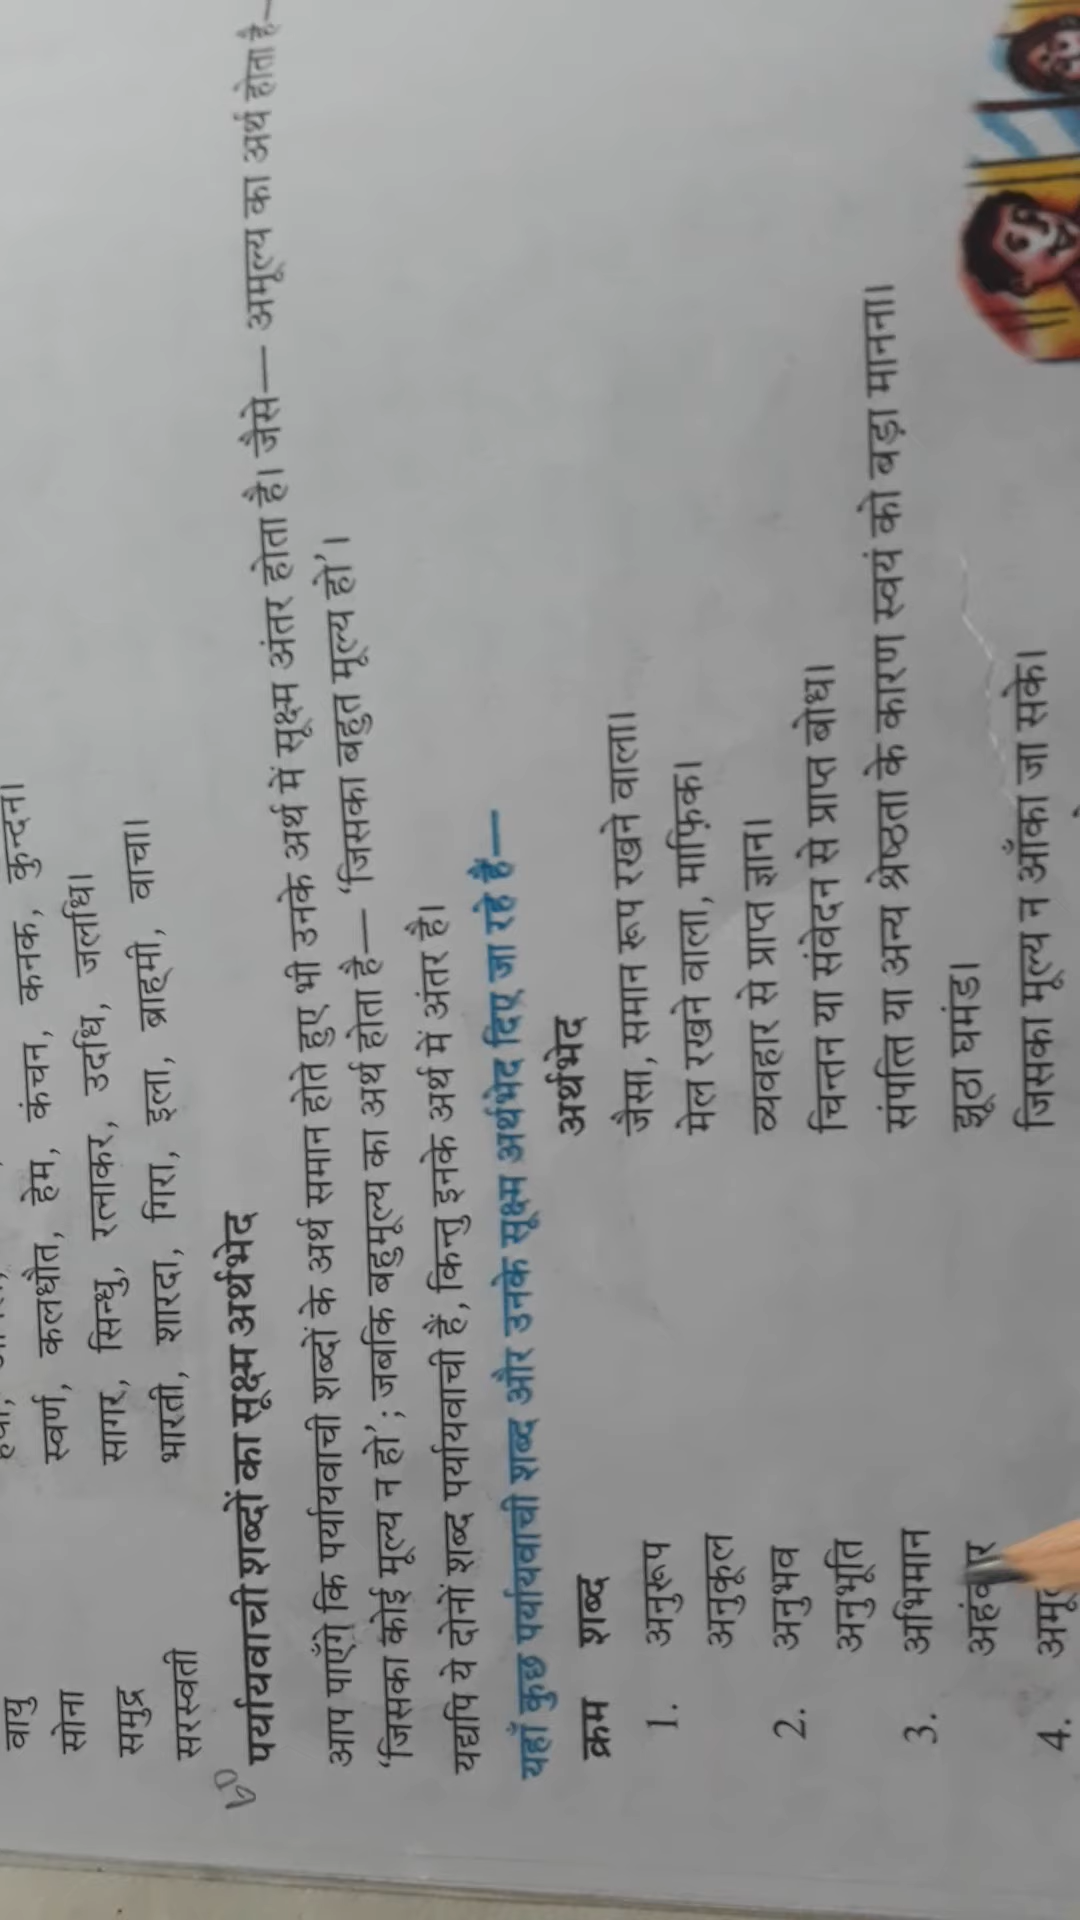 वायु
सोना स्वर्ण, कलधौत, हेम, कंचन, कनक, कुन्दन।
समुद्र सागर, सिन्धु, रत्नाकर, उदधि, जलधि।
सरस्वती भारती, शारदा, गिरा, इला, ब्राह्मी, वाचा।
पर्यायवाची शब्दों का सूक्ष्म अर्थभेद
आप पाएँगे कि पर्यायवाची शब्दों के अर्थ समान होते हुए भी उनके अर्थ में सूक्ष्म अंतर होता है। जैसे— अमूल्य का अर्थ होता है—
'जिसका कोई मूल्य न हो'; जबकि बहुमूल्य का अर्थ होता है— 'जिसका बहुत मूल्य हो'।
यद्यपि ये दोनों शब्द पर्यायवाची हैं, किन्तु इनके अर्थ में अंतर है।
यहाँ कुछ पर्यायवाची शब्द और उनके सूक्ष्म अर्थभेद दिए जा रहे हैं—
क्रम शब्द अर्थभेद
1. अनुरूप जैसा, समान रूप रखने वाला।
अनुकूल मेल रखने वाला, माफ़िक।
2. अनुभव व्यवहार से प्राप्त ज्ञान।
अनुभूति चिन्तन या संवेदन से प्राप्त बोध।
3. अभिमान संपत्ति या अन्य श्रेष्ठता के कारण स्वयं को बड़ा मानना।
अहंकार झूठा घमंड।
4. जिसका मूल्य न आँका जा सके।